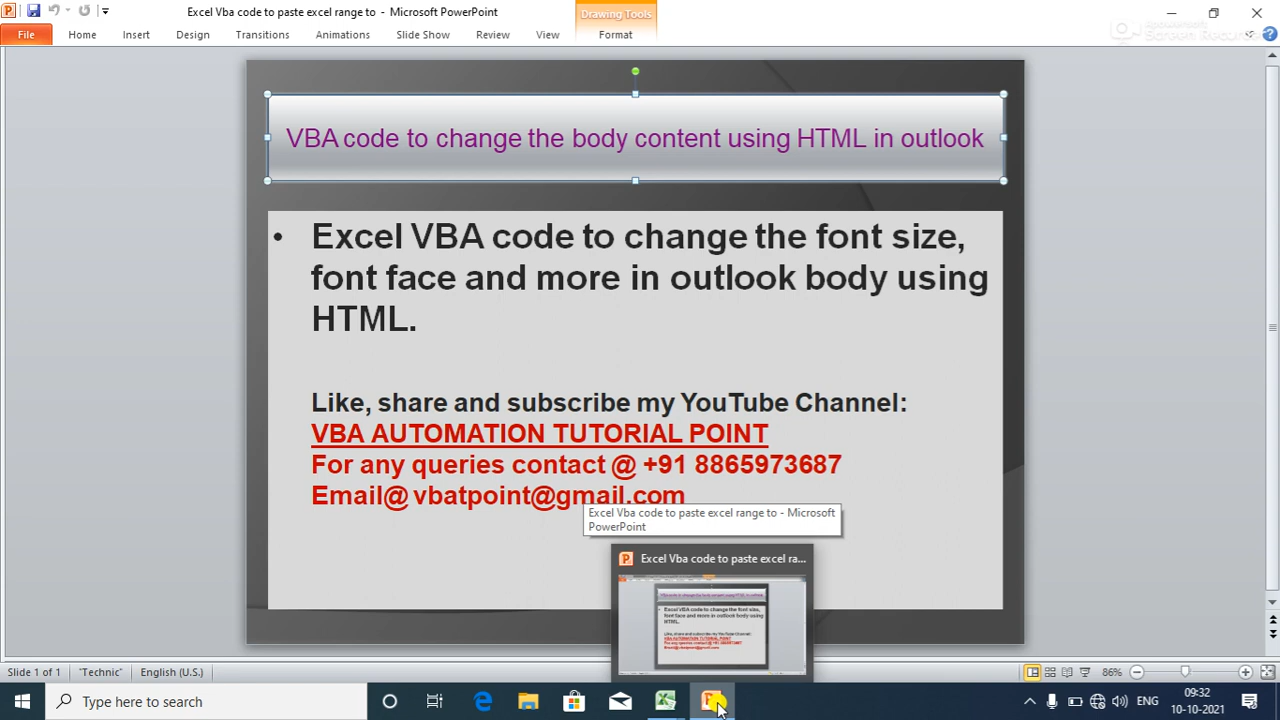 Excel Vba code to paste excel range to - Microsoft PowerPoint
Drawing Tools
File Home Insert Design Transitions Animations Slide Show Review View Format
VBA code to change the body content using HTML in outlook
• Excel VBA code to change the font size,
font face and more in outlook body using
HTML.
Like, share and subscribe my YouTube Channel:
VBA AUTOMATION TUTORIAL POINT
For any queries contact @ +91 8865973687
Email@ vbatpoint@gmail.com
Excel Vba code to paste excel range to - Microsoft
PowerPoint
Excel Vba code to paste excel ra...
Slide 1 of 1 "Technic" English (U.S.) 86%
Type here to search
ENG
09:32
10-10-2021